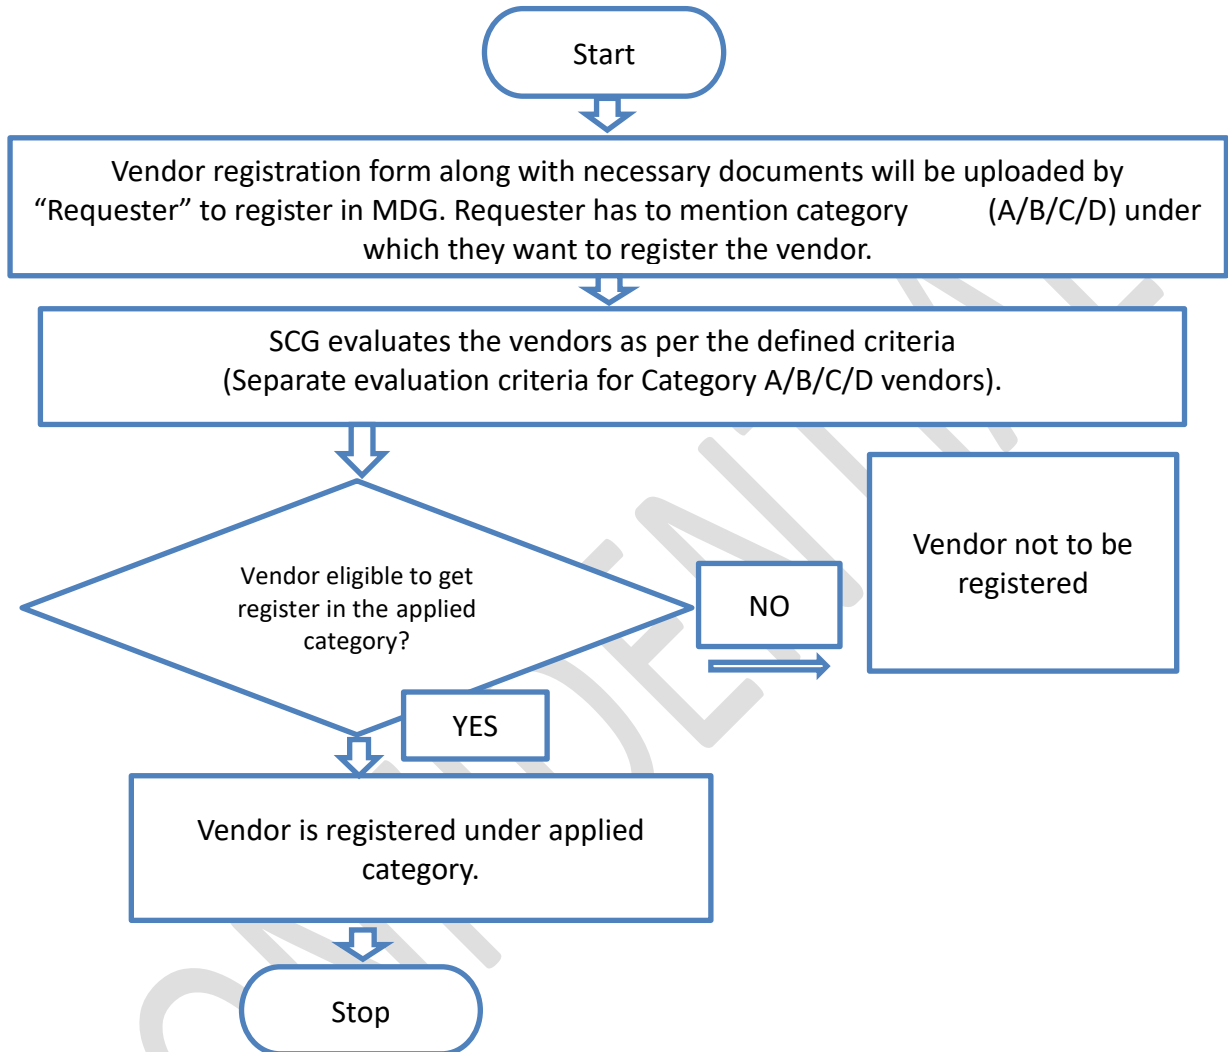 Start
Vendor registration form along with necessary documents will be uploaded by
“Requester” to register in MDG. Requester has to mention category (A/B/C/D) under
which they want to register the vendor.
SCG evaluates the vendors as per the defined criteria
(Separate evaluation criteria for Category A/B/C/D vendors).
Vendor eligible to get
register in the applied
category?
NO
Vendor not to be
registered
YES
Vendor is registered under applied
category.
Stop